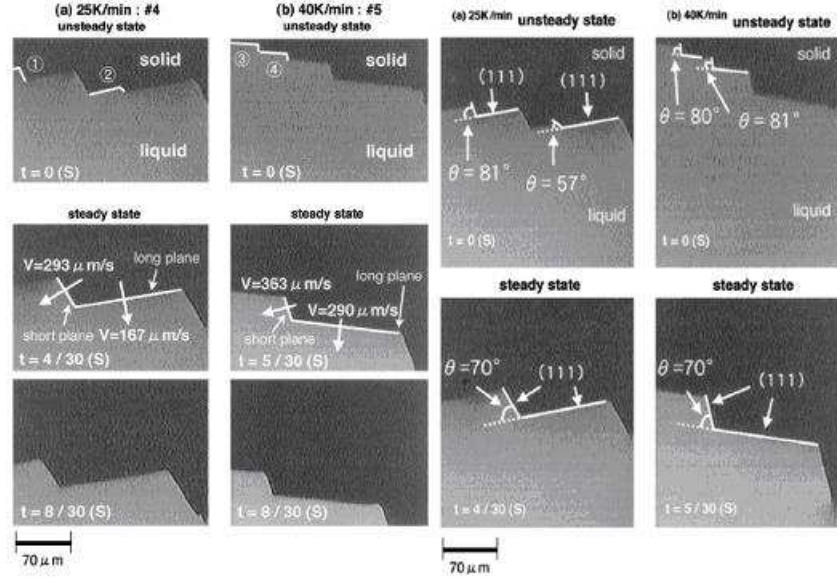 (a) 25K/min : #4
unsteady state
①
②
solid
liquid
t = 0 (S)
steady state
V=293 μ m/s
long plane
short plane
V=167 μ m/s
t = 4 / 30 (S)
t = 8 / 30 (S)
70 μm
(b) 40K/min : #5
unsteady state
③
④
solid
liquid
t = 0 (S)
steady state
long plane
V=363 μ m/s
V=290 μ m/s
short plane
t = 5 / 30 (S)
t = 8 / 30 (S)
(a) 25K/min unsteady state
solid
(111)
(111)
θ = 81°
θ = 57°
liquid
t=0 (S)
steady state
θ=70°
(111)
t=4/30 (S)
70 μm
(b) 40K/min unsteady state
solid
θ = 80°
θ = 81°
liquid
t=0 (S)
steady state
θ=70°
(111)
t=5/30 (S)